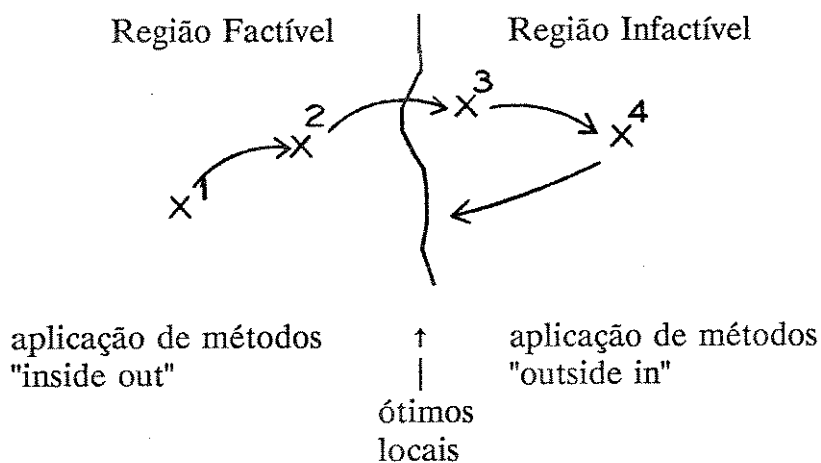 Região Factível
Região Infactível
x¹
x²
x³
x⁴
aplicação de métodos
"inside out"
ótimos
locais
aplicação de métodos
"outside in"